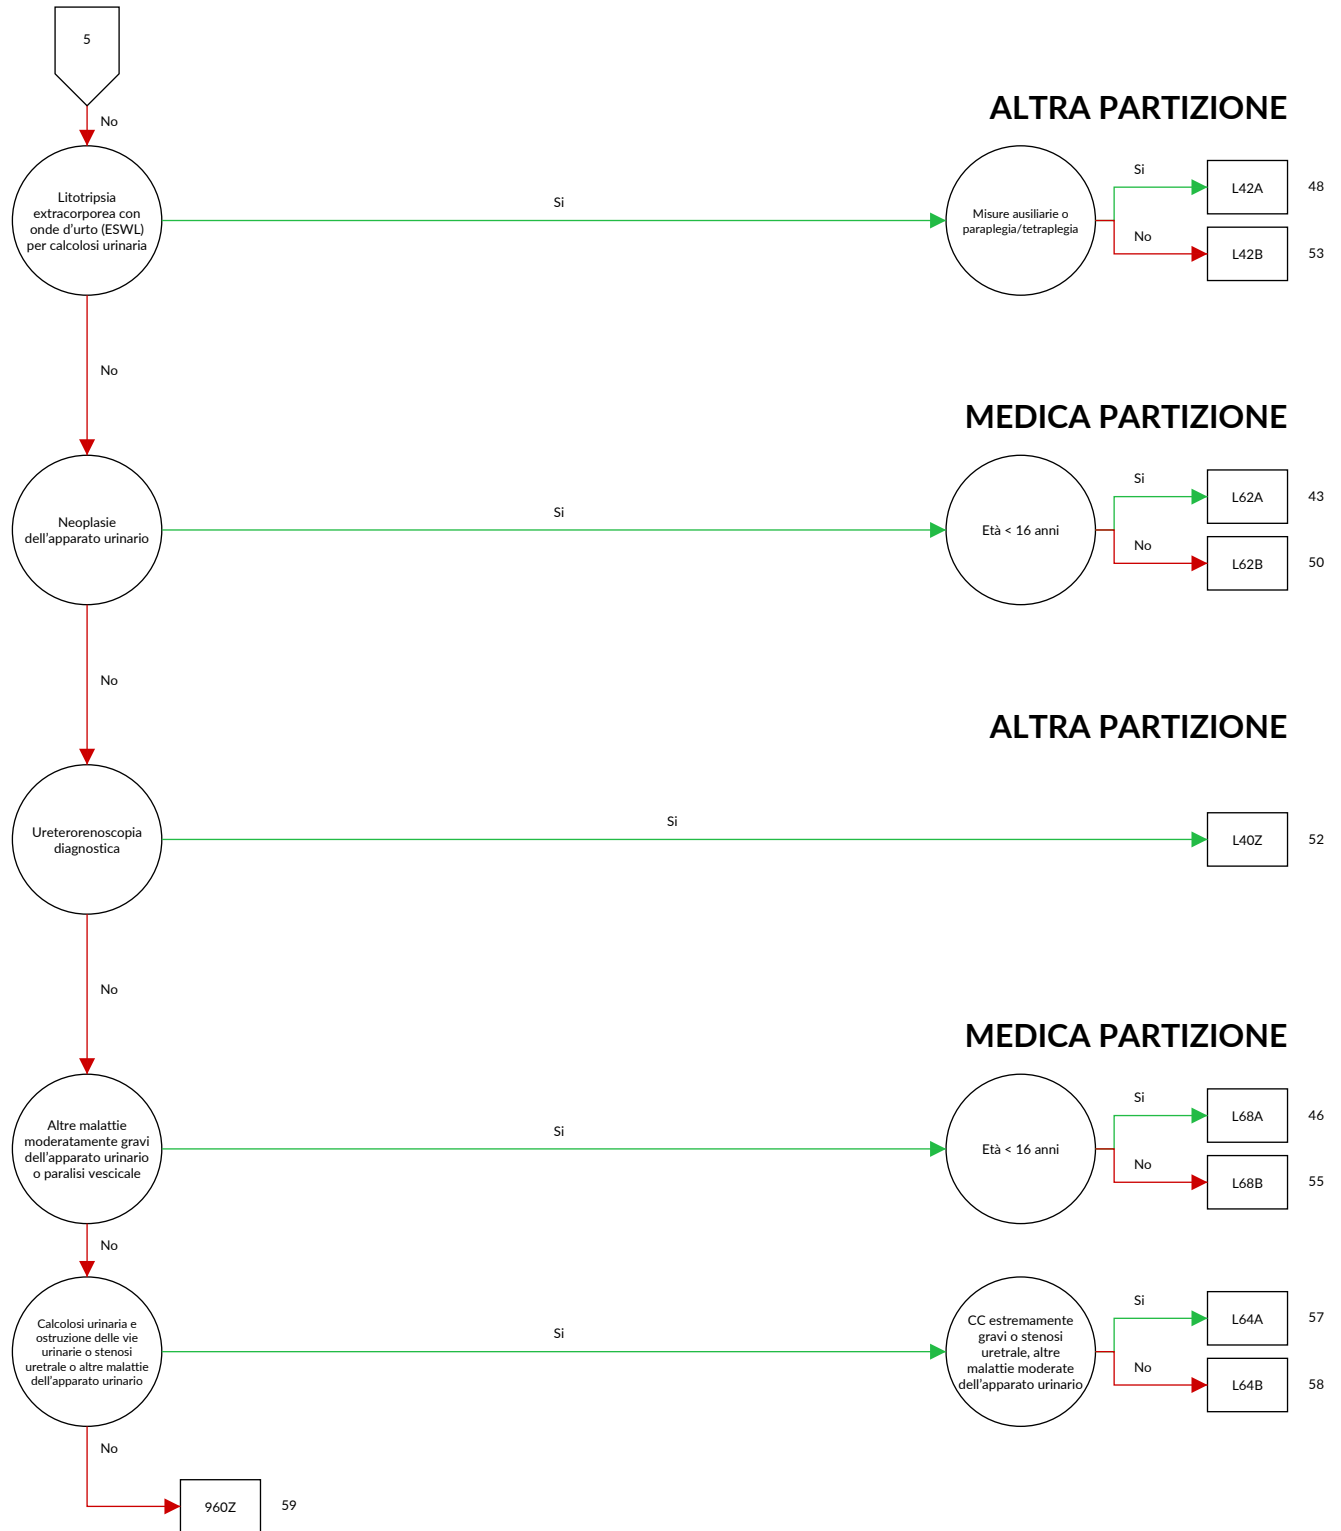 5
No
ALTRA PARTIZIONE
Litotripsia
extracorporea con
onde d'urto (ESWL)
per calcolosi urinaria
Si
Misure ausiliarie o
paraplegia/tetraplegia
Si
L42A
48
No
L42B
53
No
MEDICA PARTIZIONE
Neoplasie
dell'apparato urinario
Si
Età < 16 anni
Si
L62A
43
No
L62B
50
No
ALTRA PARTIZIONE
Ureterorenoscopia
diagnostica
Si
L40Z
52
No
MEDICA PARTIZIONE
Altre malattie
moderatamente gravi
dell'apparato urinario
o paralisi vescicale
Si
Età < 16 anni
Si
L68A
46
No
L68B
55
No
Calcolosi urinaria e
ostruzione delle vie
urinarie o stenosi
uretrale o altre malattie
dell'apparato urinario
Si
CC estremamente
gravi o stenosi
uretrale, altre
malattie moderate
dell'apparato urinario
Si
L64A
57
No
L64B
58
No
960Z
59